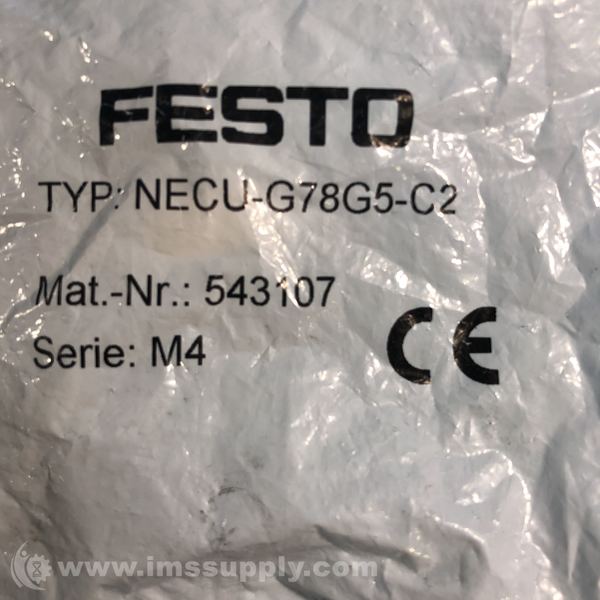 FESTO
TYP: NECU-G78G5-C2
Mat.-Nr.: 543107
Serie: M4
CE
www.imssupply.com